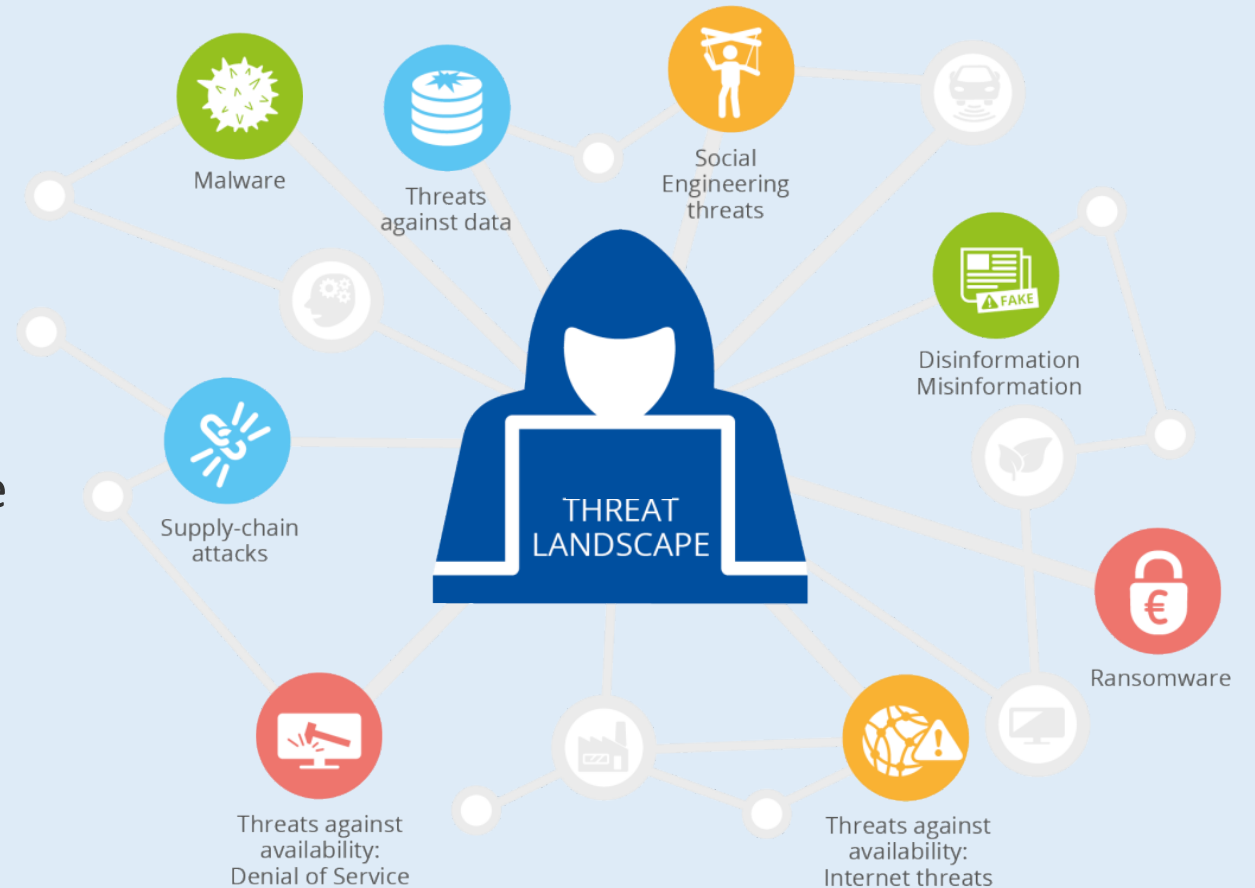 Malware
Threats
against data
Social
Engineering
threats
FAKE
Disinformation
Misinformation
THREAT
LANDSCAPE
e
Supply-chain
attacks
€
Ransomware
Threats against
availability:
Denial of Service
Threats against
availability:
Internet threats